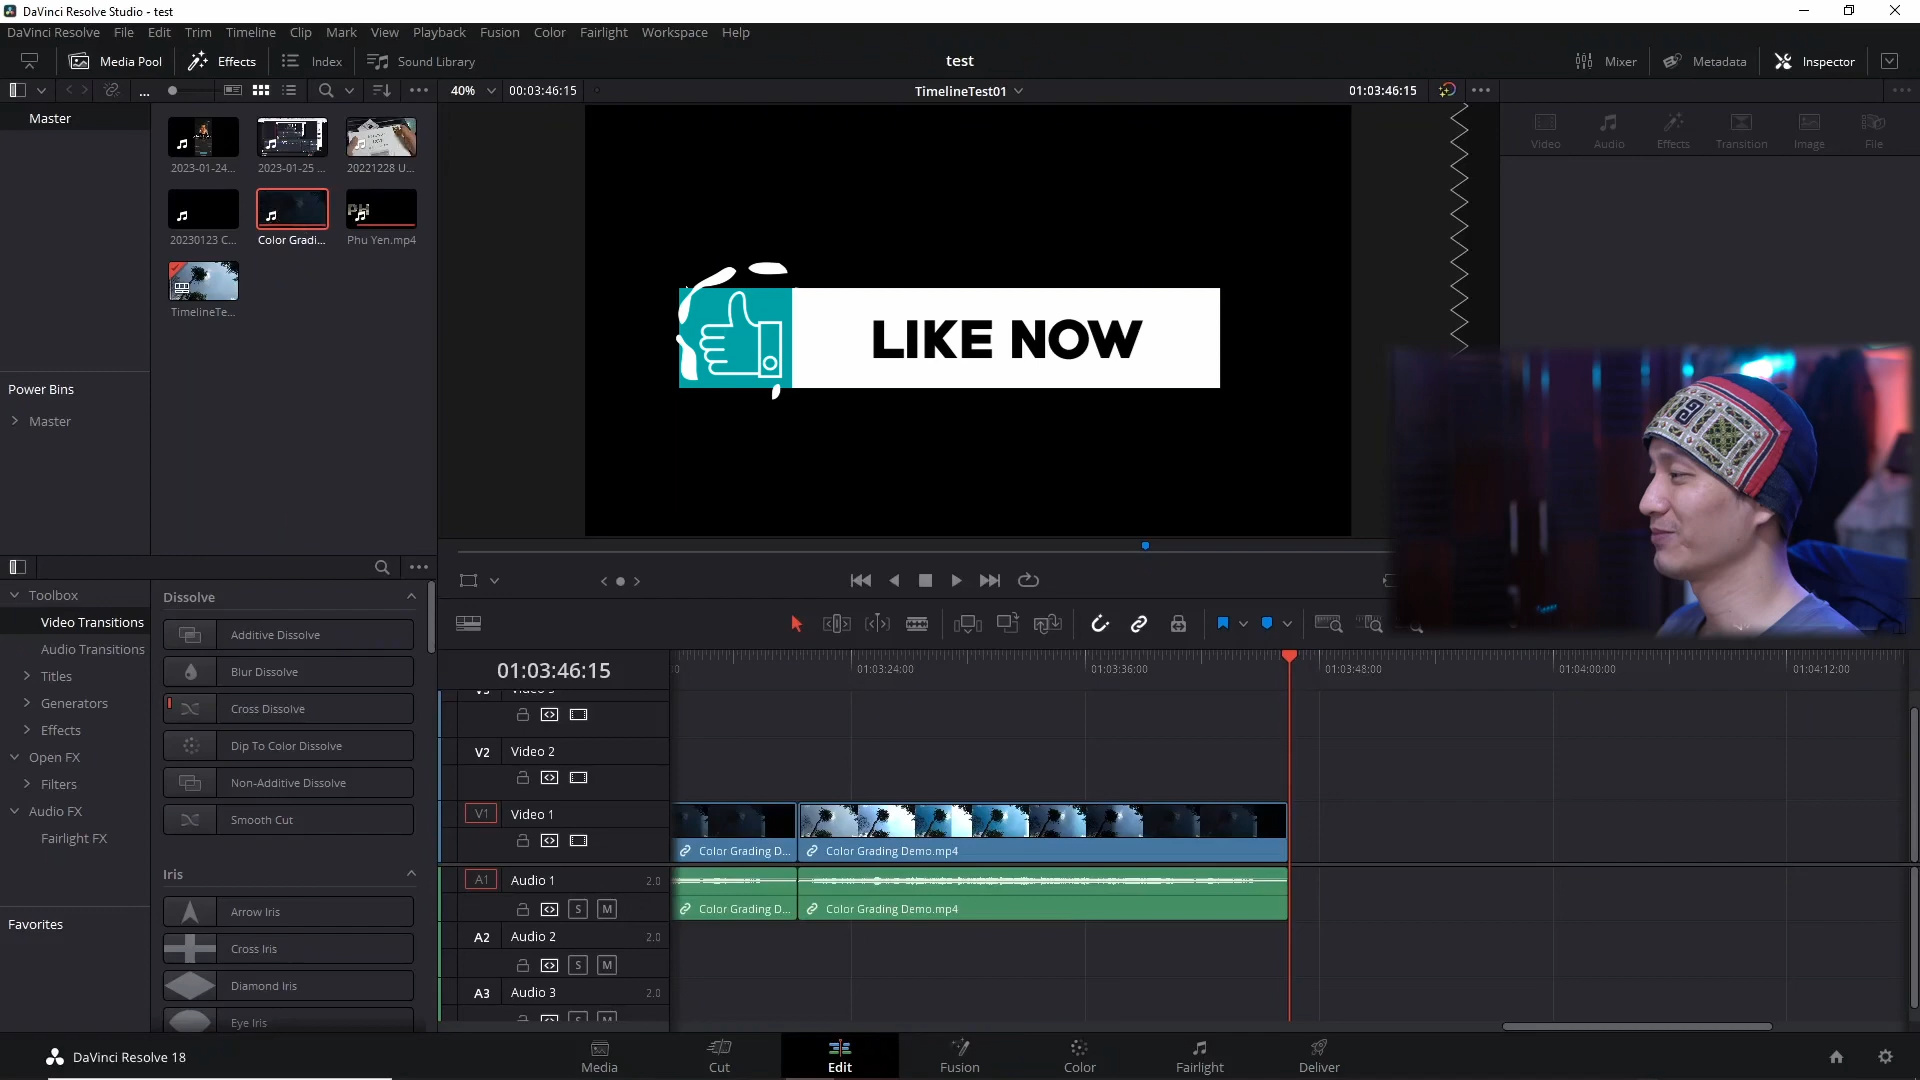 DaVinci Resolve Studio - test
DaVinci Resolve File Edit Trim Timeline Clip Mark View Playback Fusion Color Fairlight Workspace Help
Media Pool Effects Index Sound Library test Mixer Metadata Inspector
... 40% 00:03:46:15 TimelineTest01 01:03:46:15
Master
2023-01-24... 2023-01-25 ... 20221228 U...
20230123 C... Color Gradi... Phu Yen.mp4
TimelineTe...
Power Bins
Master
LIKE NOW
Video Audio Effects Transition Image File
Toolbox
Video Transitions
Audio Transitions
Titles
Generators
Effects
Open FX
Filters
Audio FX
Fairlight FX
Favorites
Dissolve
Additive Dissolve
Blur Dissolve
Cross Dissolve
Dip To Color Dissolve
Non-Additive Dissolve
Smooth Cut
Iris
Arrow Iris
Cross Iris
Diamond Iris
Eye Iris
01:03:46:15
01:03:24:00 01:03:36:00 01:03:48:00 01:04:00:00 01:04:12:00
V2 Video 2
V1 Video 1
Color Grading D... Color Grading Demo.mp4
A1 Audio 1 2.0
S M
Color Grading D... Color Grading Demo.mp4
A2 Audio 2 2.0
S M
A3 Audio 3 2.0
DaVinci Resolve 18
Media Cut Edit Fusion Color Fairlight Deliver